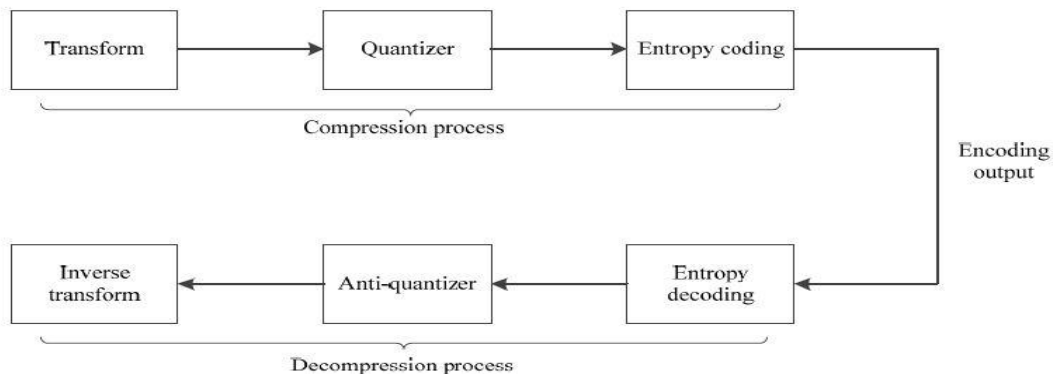 Transform
Quantizer
Entropy coding
Compression process
Encoding
output
Inverse
transform
Anti-quantizer
Entropy
decoding
Decompression process